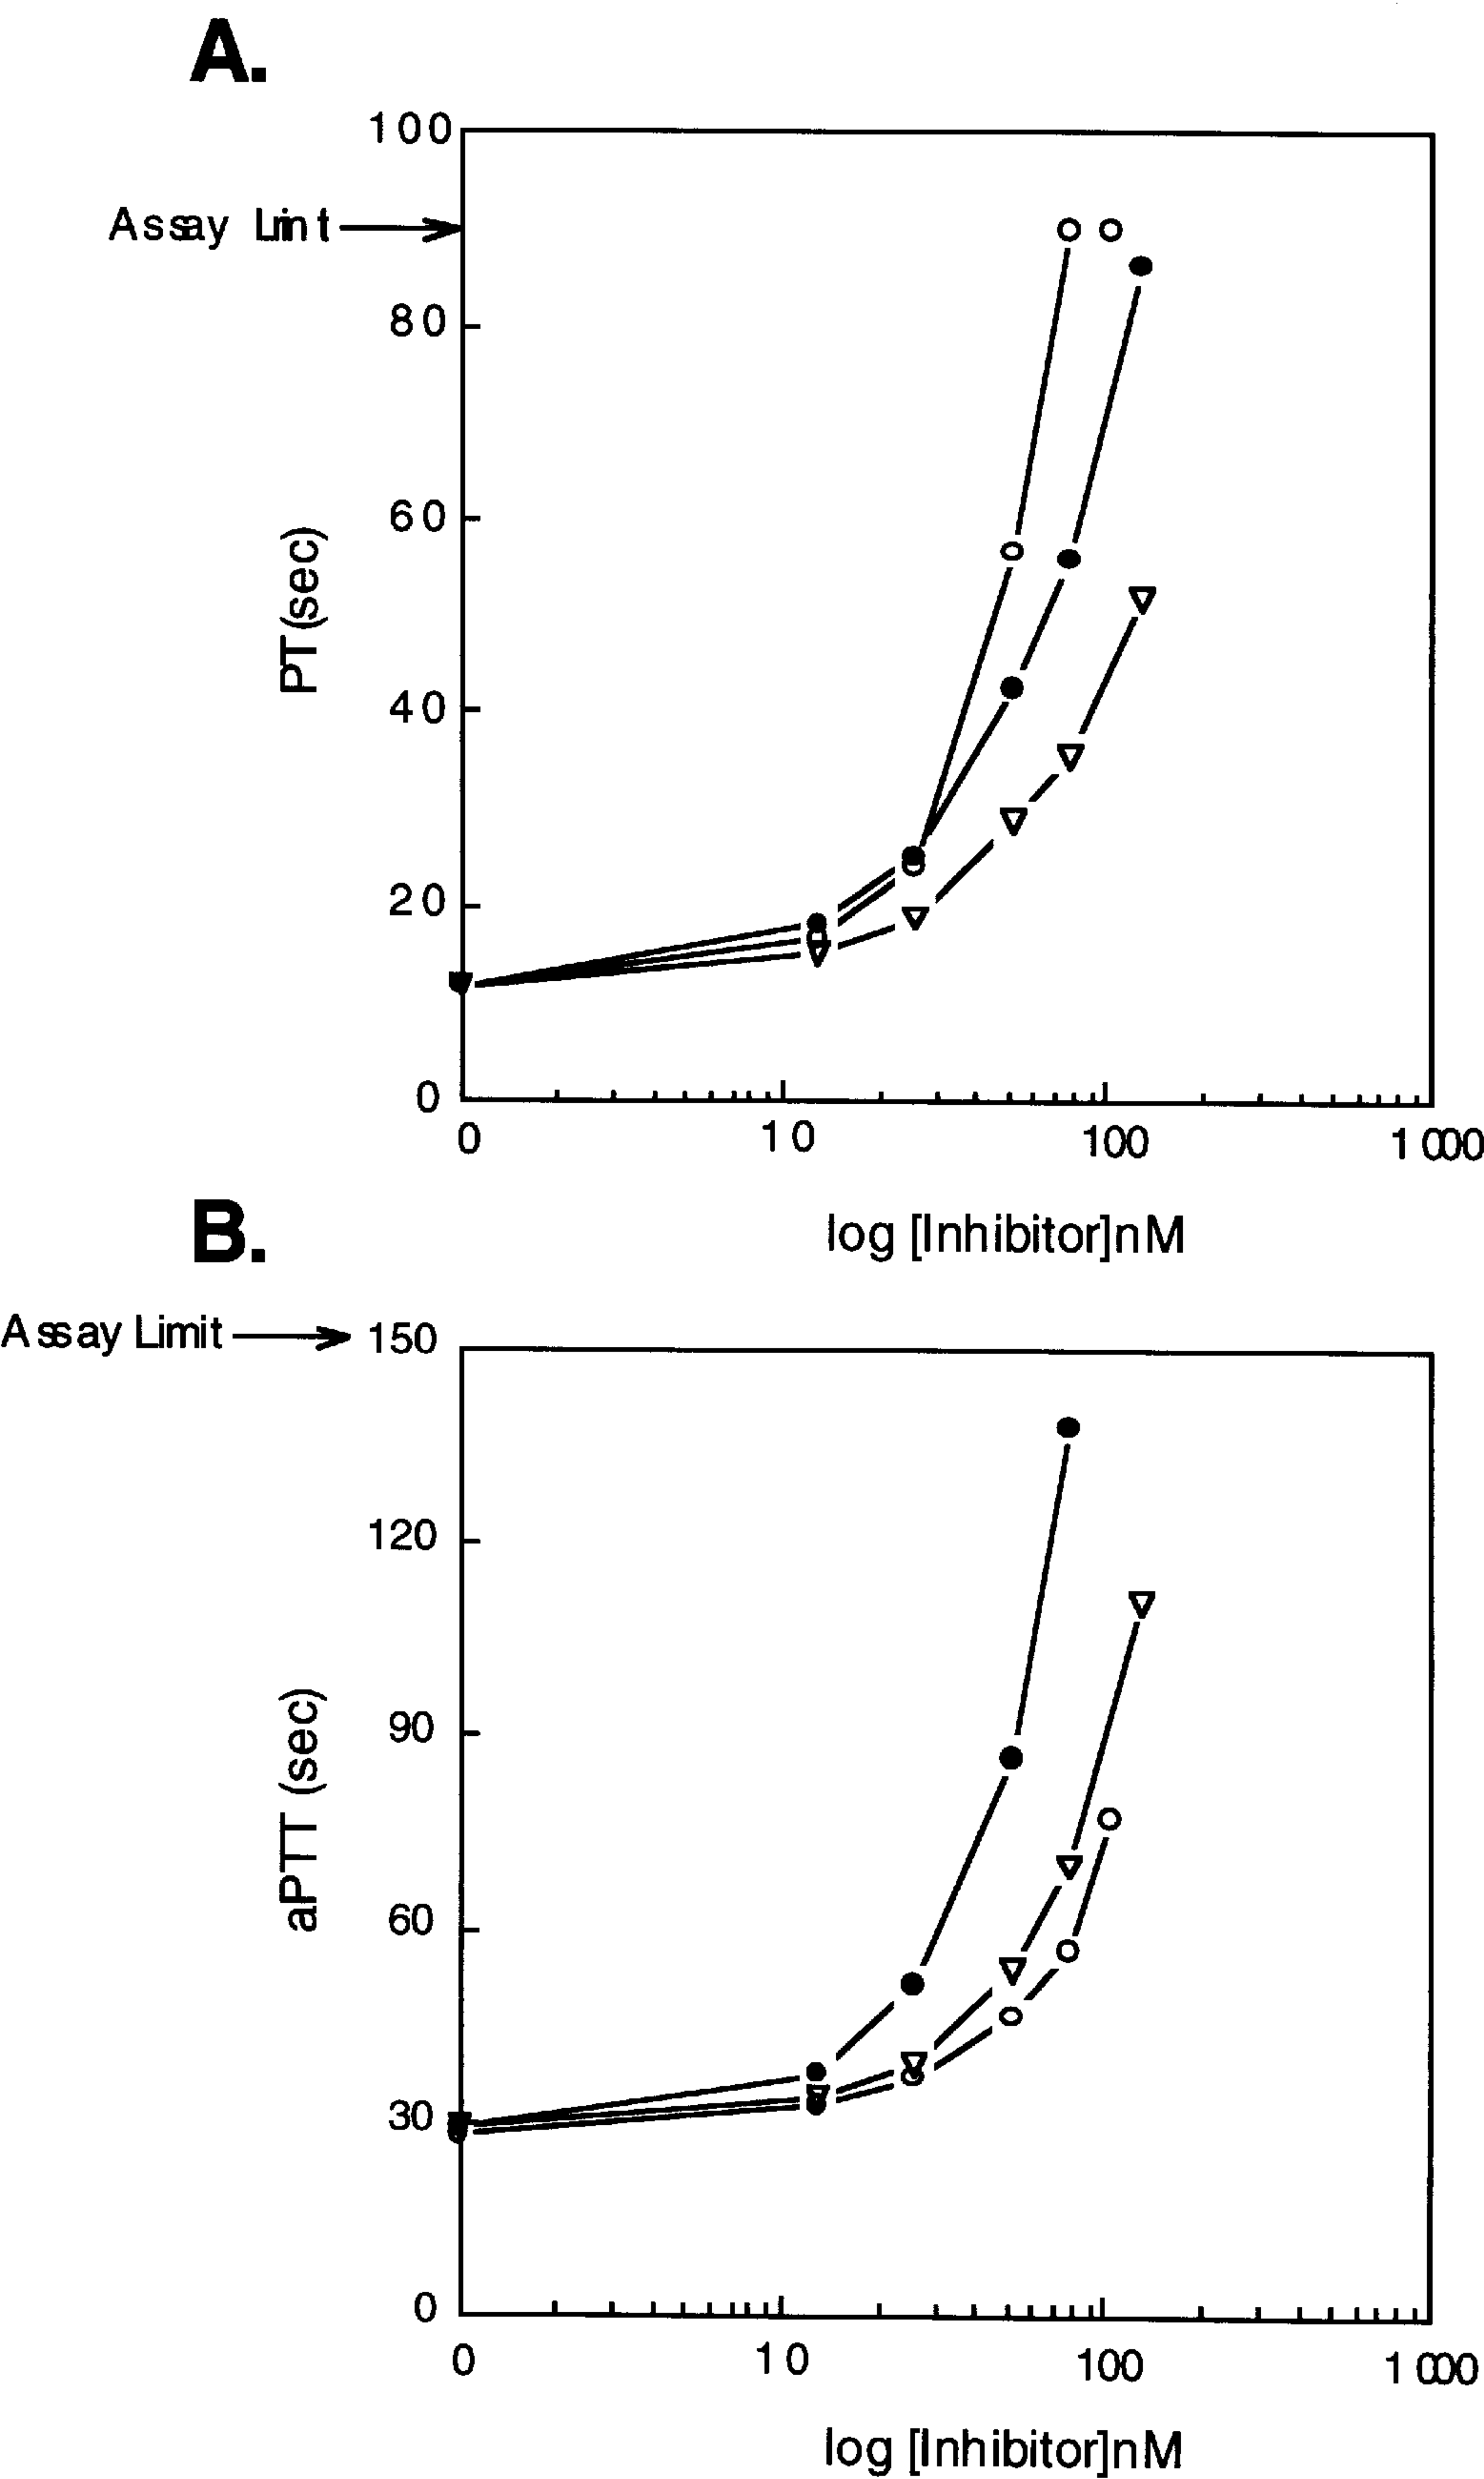 A.
100
Assay Limit
80
60
40
20
0
PT (sec)
0 10 100 1000
log [Inhibitor]nM
B.
Assay Limit
150
120
90
60
30
0
aPTT (sec)
0 10 100 1000
log [Inhibitor]nM